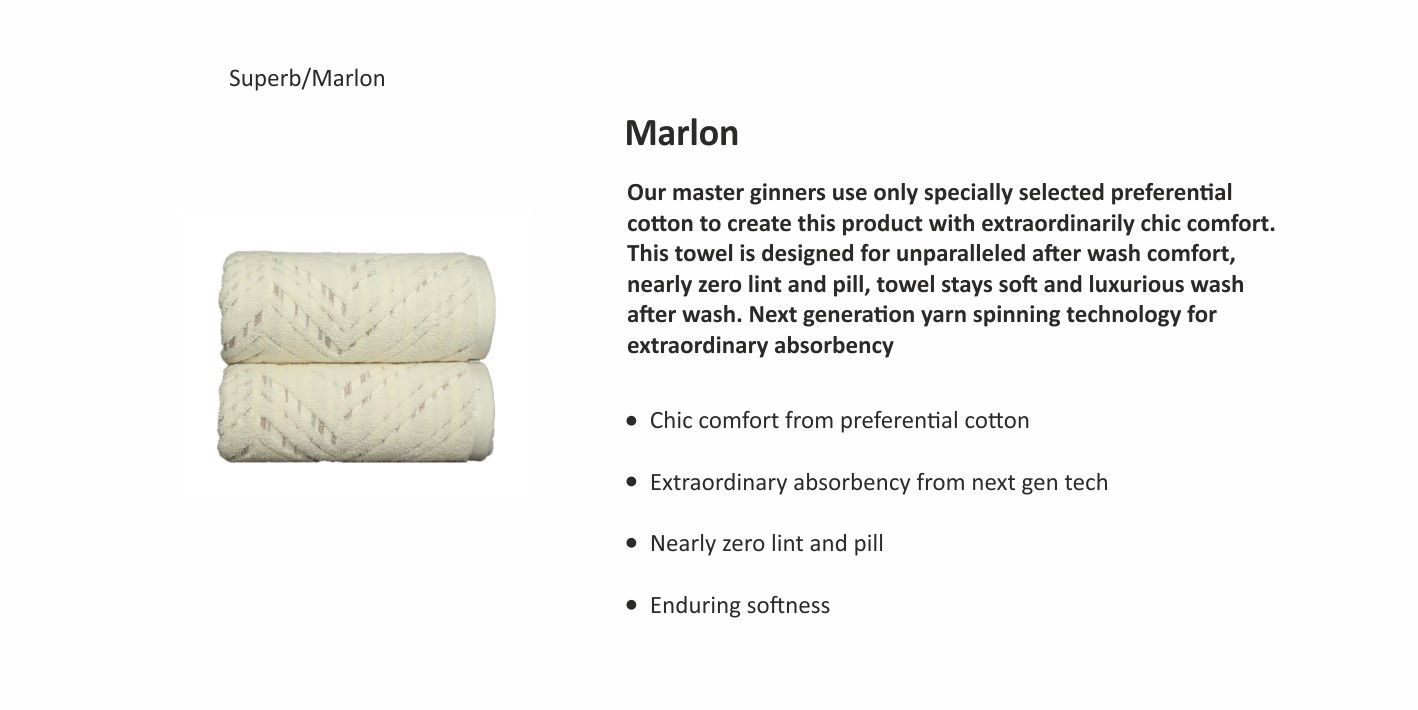 Superb/Marlon
Marlon
Our master ginners use only specially selected preferential
cotton to create this product with extraordinarily chic comfort.
This towel is designed for unparalleled after wash comfort,
nearly zero lint and pill, towel stays soft and luxurious wash
after wash. Next generation yarn spinning technology for
extraordinary absorbency
• Chic comfort from preferential cotton
• Extraordinary absorbency from next gen tech
• Nearly zero lint and pill
• Enduring softness